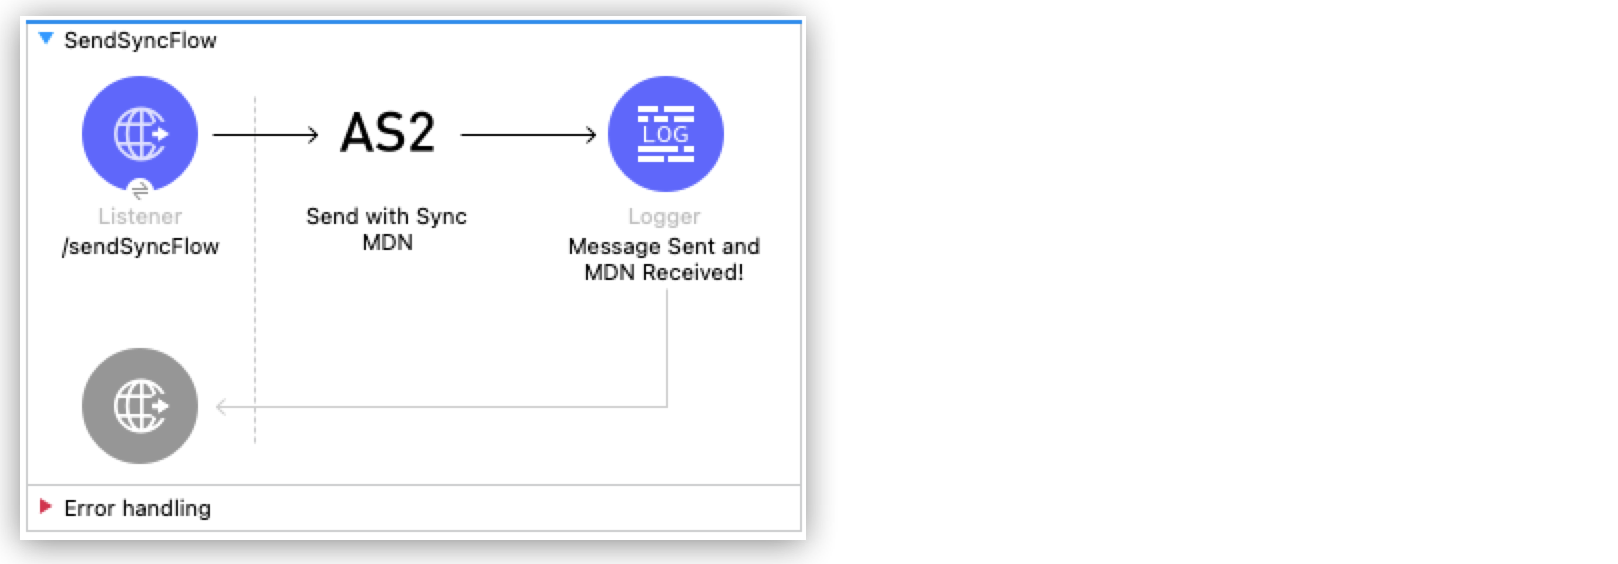 SendSyncFlow
AS2
LOG
Listener
/sendSyncFlow
Send with Sync
MDN
Logger
Message Sent and
MDN Received!
Error handling